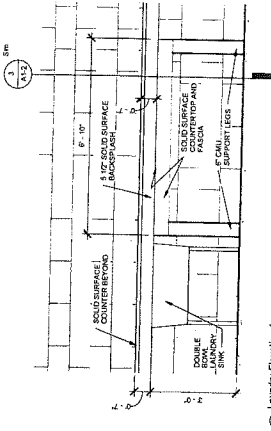 Sim
3
A1-2
6' - 10"
SOLID SURFACE
COUNTER BEYOND
5 1/2" SOLID SURFACE
BACKSPLASH
SOLID SURFACE
COUNTERTOP AND
FASCIA
6" CMU
SUPPORT LEGS
DOUBLE
BOWL
LAUNDRY
SINK
3' - 0"